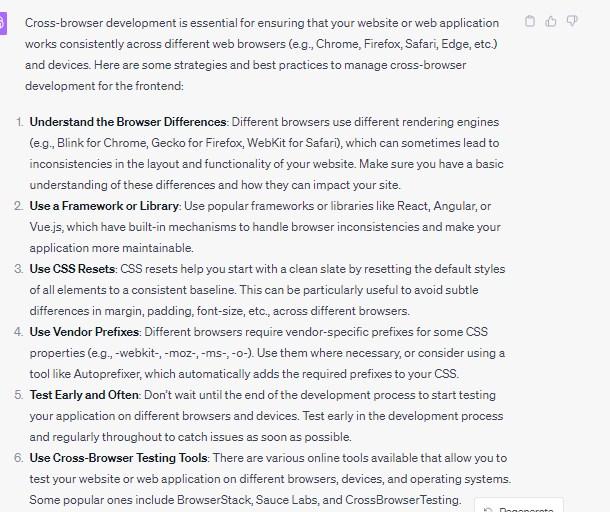 Cross-browser development is essential for ensuring that your website or web application
works consistently across different web browsers (e.g., Chrome, Firefox, Safari, Edge, etc.)
and devices. Here are some strategies and best practices to manage cross-browser
development for the frontend:
1. Understand the Browser Differences: Different browsers use different rendering engines
(e.g., Blink for Chrome, Gecko for Firefox, WebKit for Safari), which can sometimes lead to
inconsistencies in the layout and functionality of your website. Make sure you have a basic
understanding of these differences and how they can impact your site.
2. Use a Framework or Library: Use popular frameworks or libraries like React, Angular, or
Vue.js, which have built-in mechanisms to handle browser inconsistencies and make your
application more maintainable.
3. Use CSS Resets: CSS resets help you start with a clean slate by resetting the default styles
of all elements to a consistent baseline. This can be particularly useful to avoid subtle
differences in margin, padding, font-size, etc., across different browsers.
4. Use Vendor Prefixes: Different browsers require vendor-specific prefixes for some CSS
properties (e.g., -webkit-, -moz-, -ms-, -o-). Use them where necessary, or consider using a
tool like Autoprefixer, which automatically adds the required prefixes to your CSS.
5. Test Early and Often: Don't wait until the end of the development process to start testing
your application on different browsers and devices. Test early in the development process
and regularly throughout to catch issues as soon as possible.
6. Use Cross-Browser Testing Tools: There are various online tools available that allow you to
test your website or web application on different browsers, devices, and operating systems.
Some popular ones include BrowserStack, Sauce Labs, and CrossBrowserTesting.
Regenerate